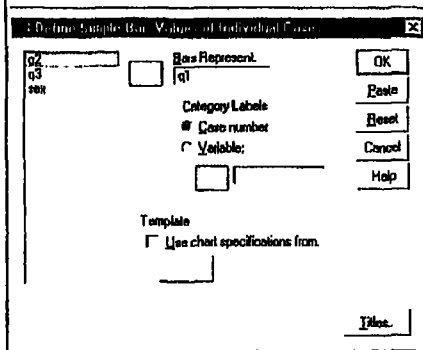 Define Simple Bar: Values of Individual Cases
q2
q3
sex
Bars Represent:
q1
Category Labels
Case number
Variable:
Template
Use chart specifications from:
OK
Paste
Reset
Cancel
Help
Titles...